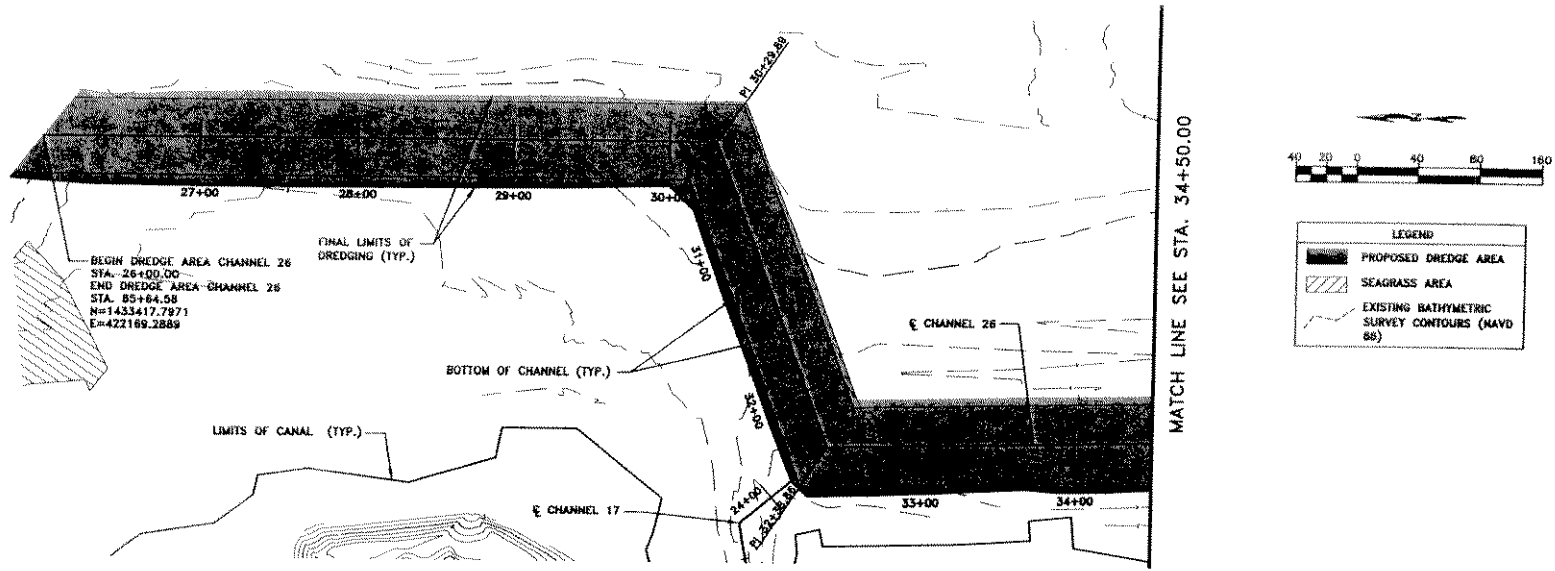 PI 30+29.89
27+00
28+00
29+00
30+00
31+00
32+00
33+00
34+00
BEGIN DREDGE AREA CHANNEL 26
STA. 26+00.00
END DREDGE AREA CHANNEL 26
STA. 85+64.58
N=1433417.7971
E=422169.2889
FINAL LIMITS OF
DREDGING (TYP.)
BOTTOM OF CHANNEL (TYP.)
℄ CHANNEL 26
LIMITS OF CANAL (TYP.)
℄ CHANNEL 17
24+00
MATCH LINE SEE STA. 34+50.00
40 20 0 40 80 160
LEGEND
PROPOSED DREDGE AREA
SEAGRASS AREA
EXISTING BATHYMETRIC
SURVEY CONTOURS (NAVD
88)